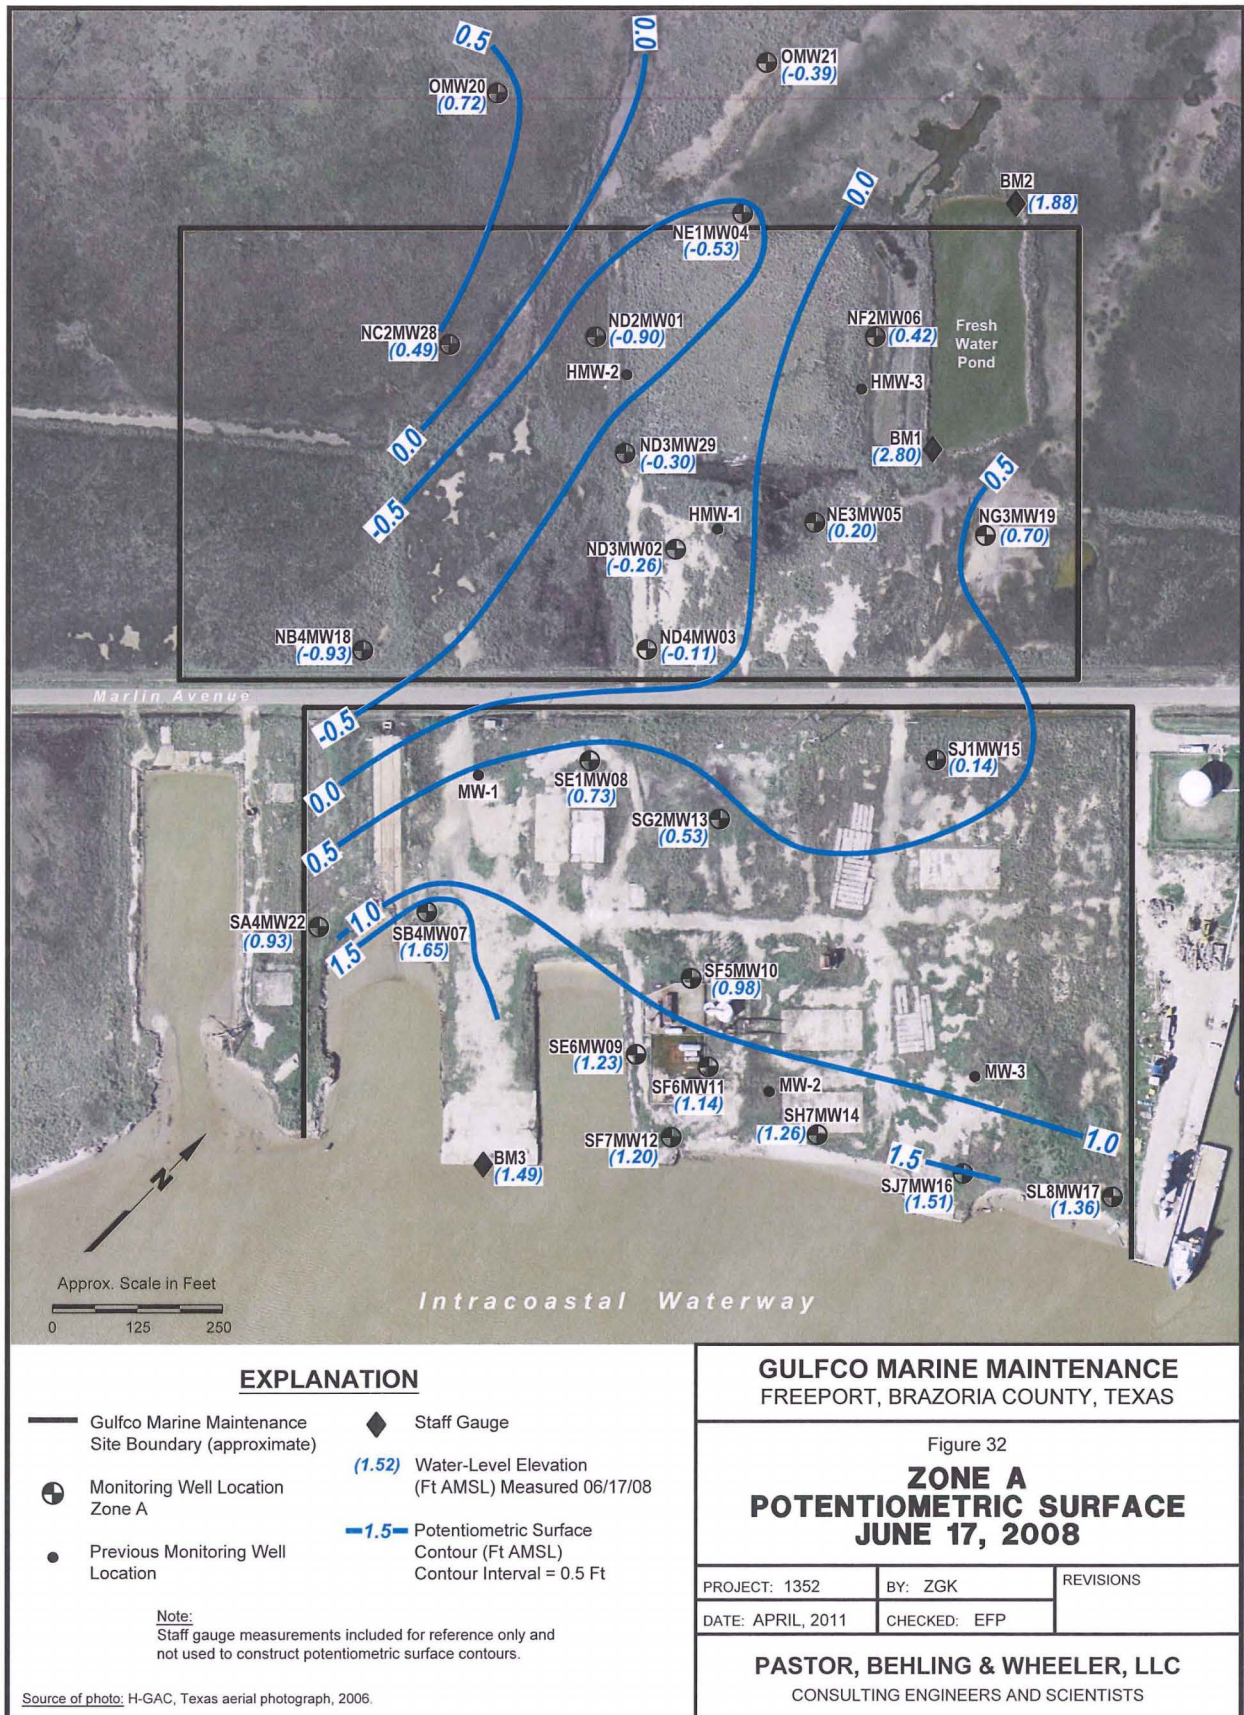 0.5
0.0
OMW21
(-0.39)
OMW20
(0.72)
BM2
(1.88)
0.0
NE1MW04
(-0.53)
ND2MW01
(-0.90)
NF2MW06
(0.42)
Fresh
Water
Pond
NC2MW28
(0.49)
HMW-2
HMW-3
0.0
BM1
(2.80)
ND3MW29
(-0.30)
0.5
-0.5
HMW-1
NE3MW05
(0.20)
NG3MW19
(0.70)
ND3MW02
(-0.26)
NB4MW18
(-0.93)
ND4MW03
(-0.11)
Marlin Avenue
-0.5
0.0
0.5
MW-1
SE1MW08
(0.73)
SJ1MW15
(0.14)
SG2MW13
(0.53)
SA4MW22
(0.93)
1.0
1.5
SB4MW07
(1.65)
SF5MW10
(0.98)
SE6MW09
(1.23)
SF6MW11
(1.14)
MW-2
MW-3
SH7MW14
(1.26)
1.0
SF7MW12
(1.20)
BM3
(1.49)
1.5
SJ7MW16
(1.51)
SL8MW17
(1.36)
N
Approx. Scale in Feet
0 125 250
Intracoastal Waterway
EXPLANATION
Gulfco Marine Maintenance
Site Boundary (approximate)
Monitoring Well Location
Zone A
Previous Monitoring Well
Location
Staff Gauge
(1.52) Water-Level Elevation
(Ft AMSL) Measured 06/17/08
1.5 Potentiometric Surface
Contour (Ft AMSL)
Contour Interval = 0.5 Ft
Note:
Staff gauge measurements included for reference only and
not used to construct potentiometric surface contours.
Source of photo: H-GAC, Texas aerial photograph, 2006.
GULFCO MARINE MAINTENANCE
FREEPORT, BRAZORIA COUNTY, TEXAS
Figure 32
ZONE A
POTENTIOMETRIC SURFACE
JUNE 17, 2008
PROJECT: 1352
BY: ZGK
REVISIONS
DATE: APRIL, 2011
CHECKED: EFP
PASTOR, BEHLING & WHEELER, LLC
CONSULTING ENGINEERS AND SCIENTISTS